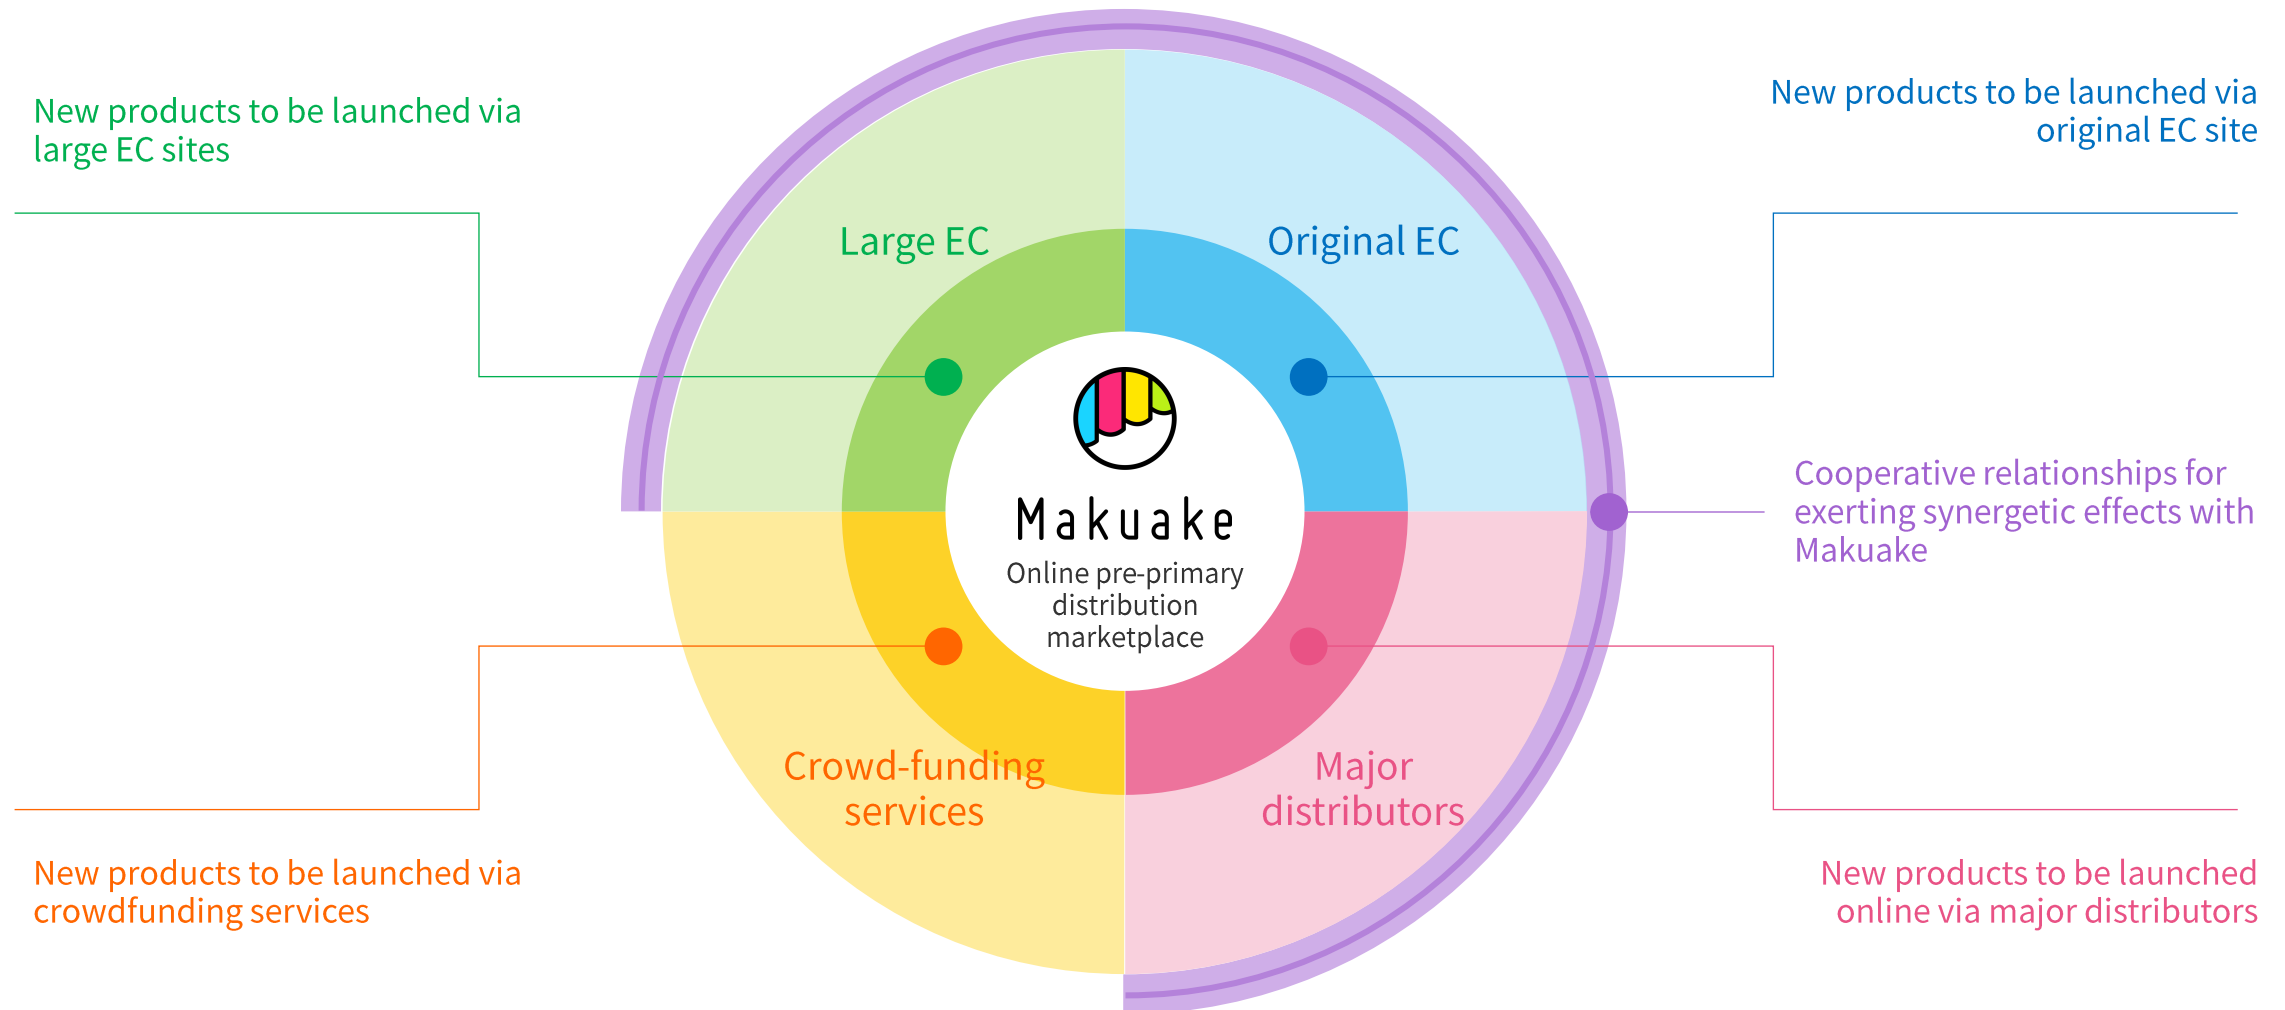 New products to be launched via
large EC sites
New products to be launched via
original EC site
Large EC
Original EC
Makuake
Online pre-primary
distribution
marketplace
Cooperative relationships for
exerting synergetic effects with
Makuake
Crowd-funding
services
Major
distributors
New products to be launched via
crowdfunding services
New products to be launched
online via major distributors